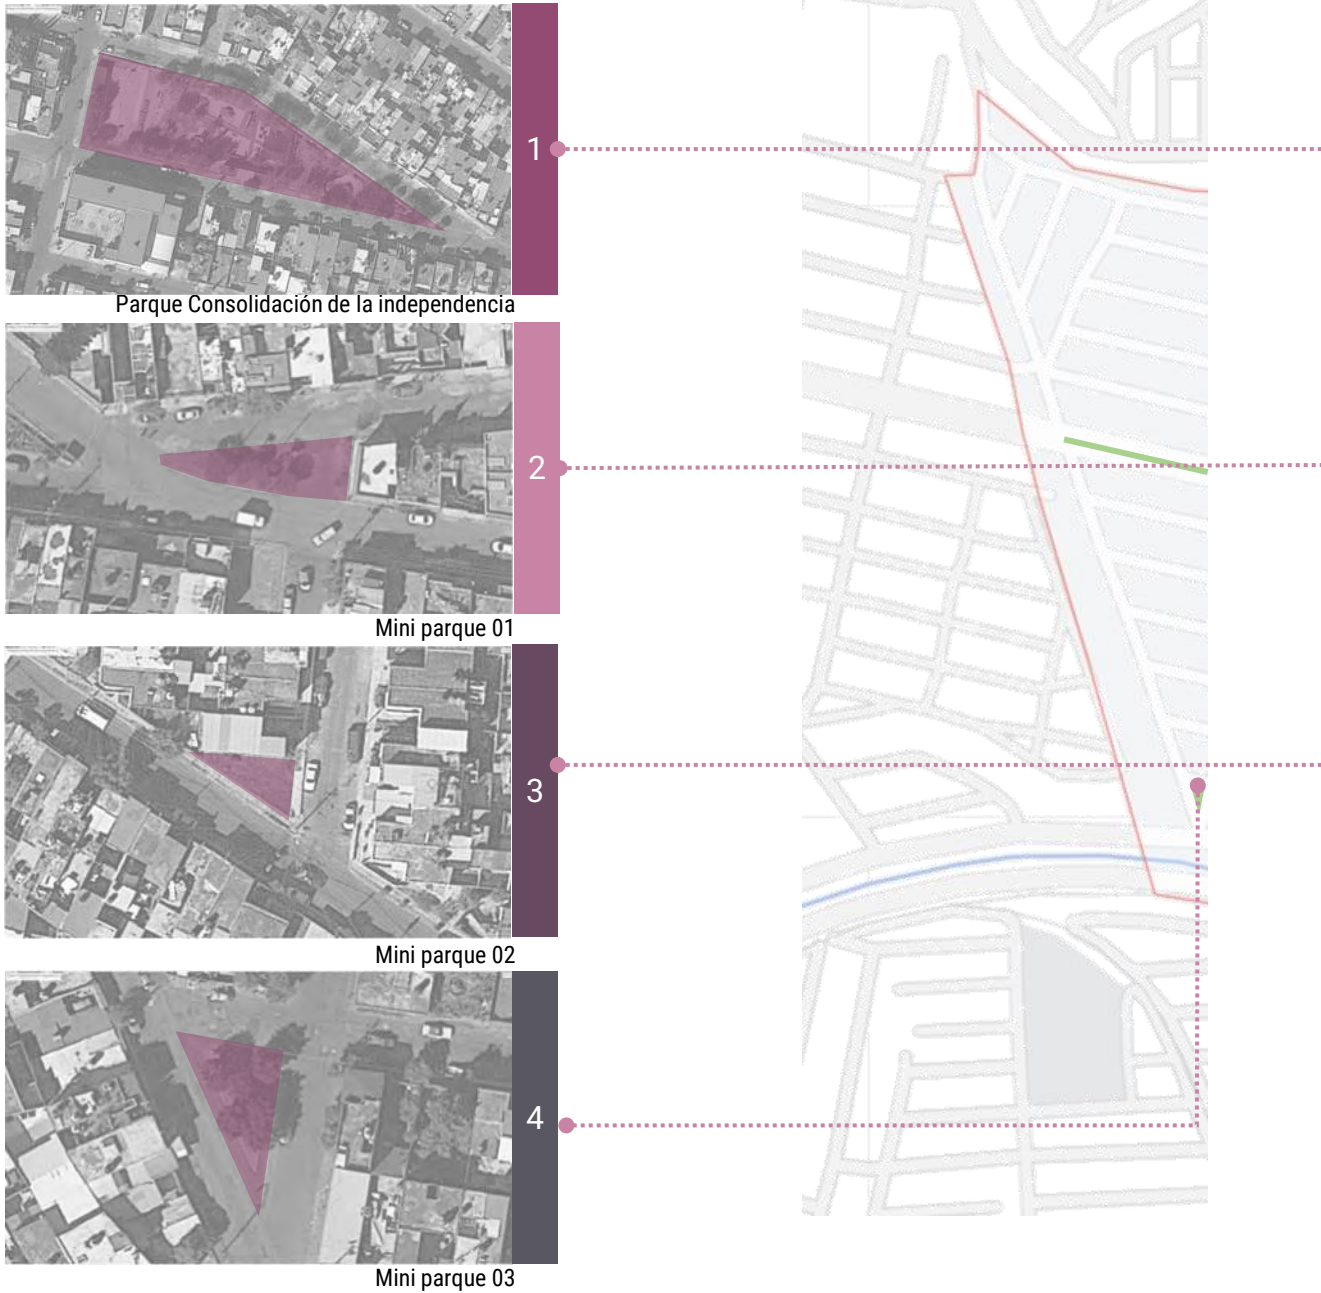 1
Parque Consolidación de la independencia
2
Mini parque 01
3
Mini parque 02
4
Mini parque 03